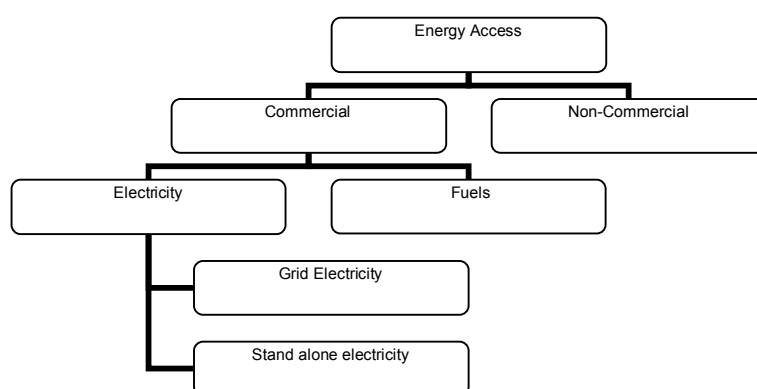 Energy Access
Commercial
Non-Commercial
Electricity
Fuels
Grid Electricity
Stand alone electricity